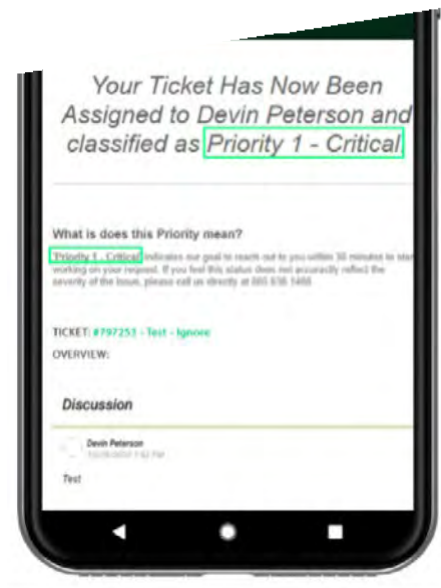 Your Ticket Has Now Been
Assigned to Devin Peterson and
classified as Priority 1 - Critical.
What is does this Priority mean?
'Priority 1 - Critical' indicates our goal to reach out to you within 30 minutes to start
working on your request. If you feel this status does not accurately reflect the
severity of the issue, please call us directly at
TICKET: #797253 - Test - Ignore
OVERVIEW:
Discussion
Devin Peterson
Test